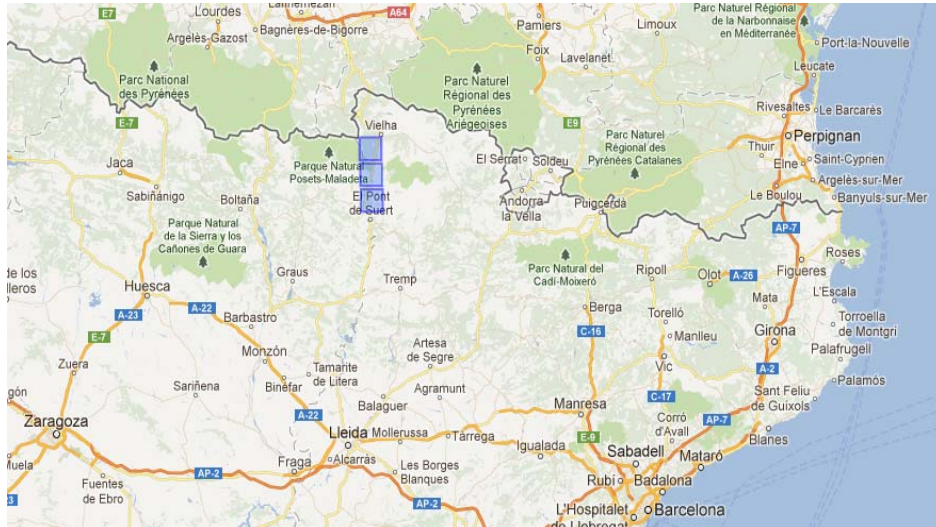 Lourdes
Argelès-Gazost
Bagnères-de-Bigorre
A64
Pamiers
Limoux
Parc Naturel Régional
de la Narbonnaise
en Méditerranée
Foix
Lavelanet
Port-la-Nouvelle
Leucate
E7
Parc National
des Pyrénées
Parc Naturel
Régional des
Pyrénées
Ariégeoises
E-7
Vielha
E9
Rivesaltes
Le Barcarès
Perpignan
Parc Naturel
Régional des
Pyrénées Catalanes
Thuir
Elne
Saint-Cyprien
Jaca
Parque Natural
Posets-Maladeta
El Serrat
Soldeu
Argelès-sur-Mer
Le Boulou
Banyuls-sur-Mer
Sabiñánigo
Boltaña
El Pont
de Suert
Andorra
la Vella
Puigcerdà
AP-7
Parque Natural
de la Sierra y los
Cañones de Guara
Roses
Figueres
de los
lleros
Graus
Tremp
Parc Natural del
Cadí-Moixeró
Ripoll
Olot
A-26
Huesca
Mata
L'Escala
A-23
A-22
Barbastro
Berga
Torelló
Torroella
de Montgrí
C-16
Manlleu
Girona
E-7
Monzón
Artesa
de Segre
Palafrugell
Zuera
Tamarite
de Litera
Vic
A-2
Binéfar
Sariñena
Agramunt
Palamós
gón
Balaguer
C-17
Sant Feliu
de Guixols
A-22
Manresa
Corró
d'Avall
AP-7
Zaragoza
Lleida
Mollerussa
Tàrrega
E-9
Blanes
Igualada
Sabadell
Mataró
Muela
Fraga
Alcarràs
AP-2
Les Borges
Blanques
Rubí
Badalona
Fuentes
de Ebro
AP-2
L'Hospitalet
de Llobregat
Barcelona